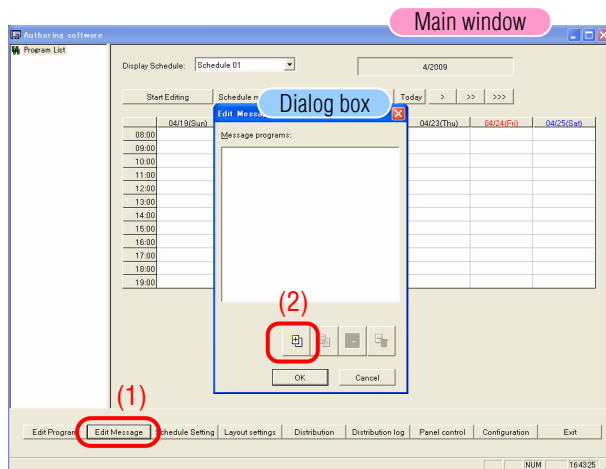 Main window
Authoring software
Program List
Display Schedule: Schedule 01 4/2009
Start Editing Schedule Today > >> >>>
Dialog box
Edit
04/19(Sun) 04/23(Thu) 04/24(Fri) 04/25(Sat)
Message programs:
08:00
09:00
10:00
11:00
12:00
13:00
14:00
15:00
16:00
17:00
18:00
19:00
(2)
OK Cancel
(1)
Edit Program Edit Message Schedule Setting Layout settings Distribution Distribution log Panel control Configuration Exit
NUM 164325